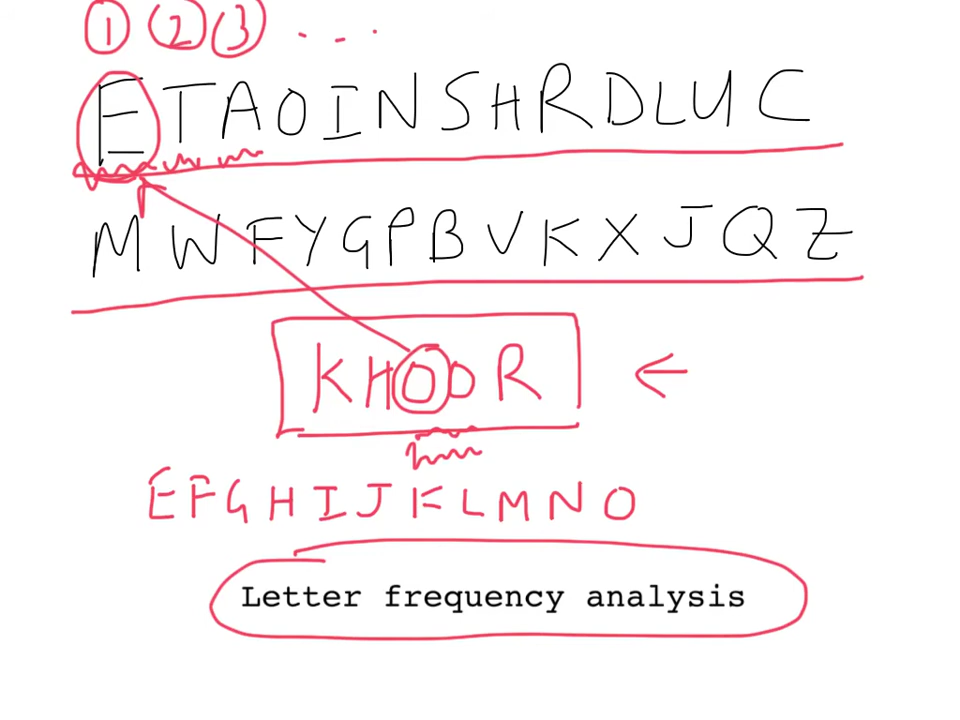 1 2 3 ...
ETAOINSHRDLUC
MWFYGPBVKXJQZ
KHOOR
EFGHIJKLMNO
Letter frequency analysis